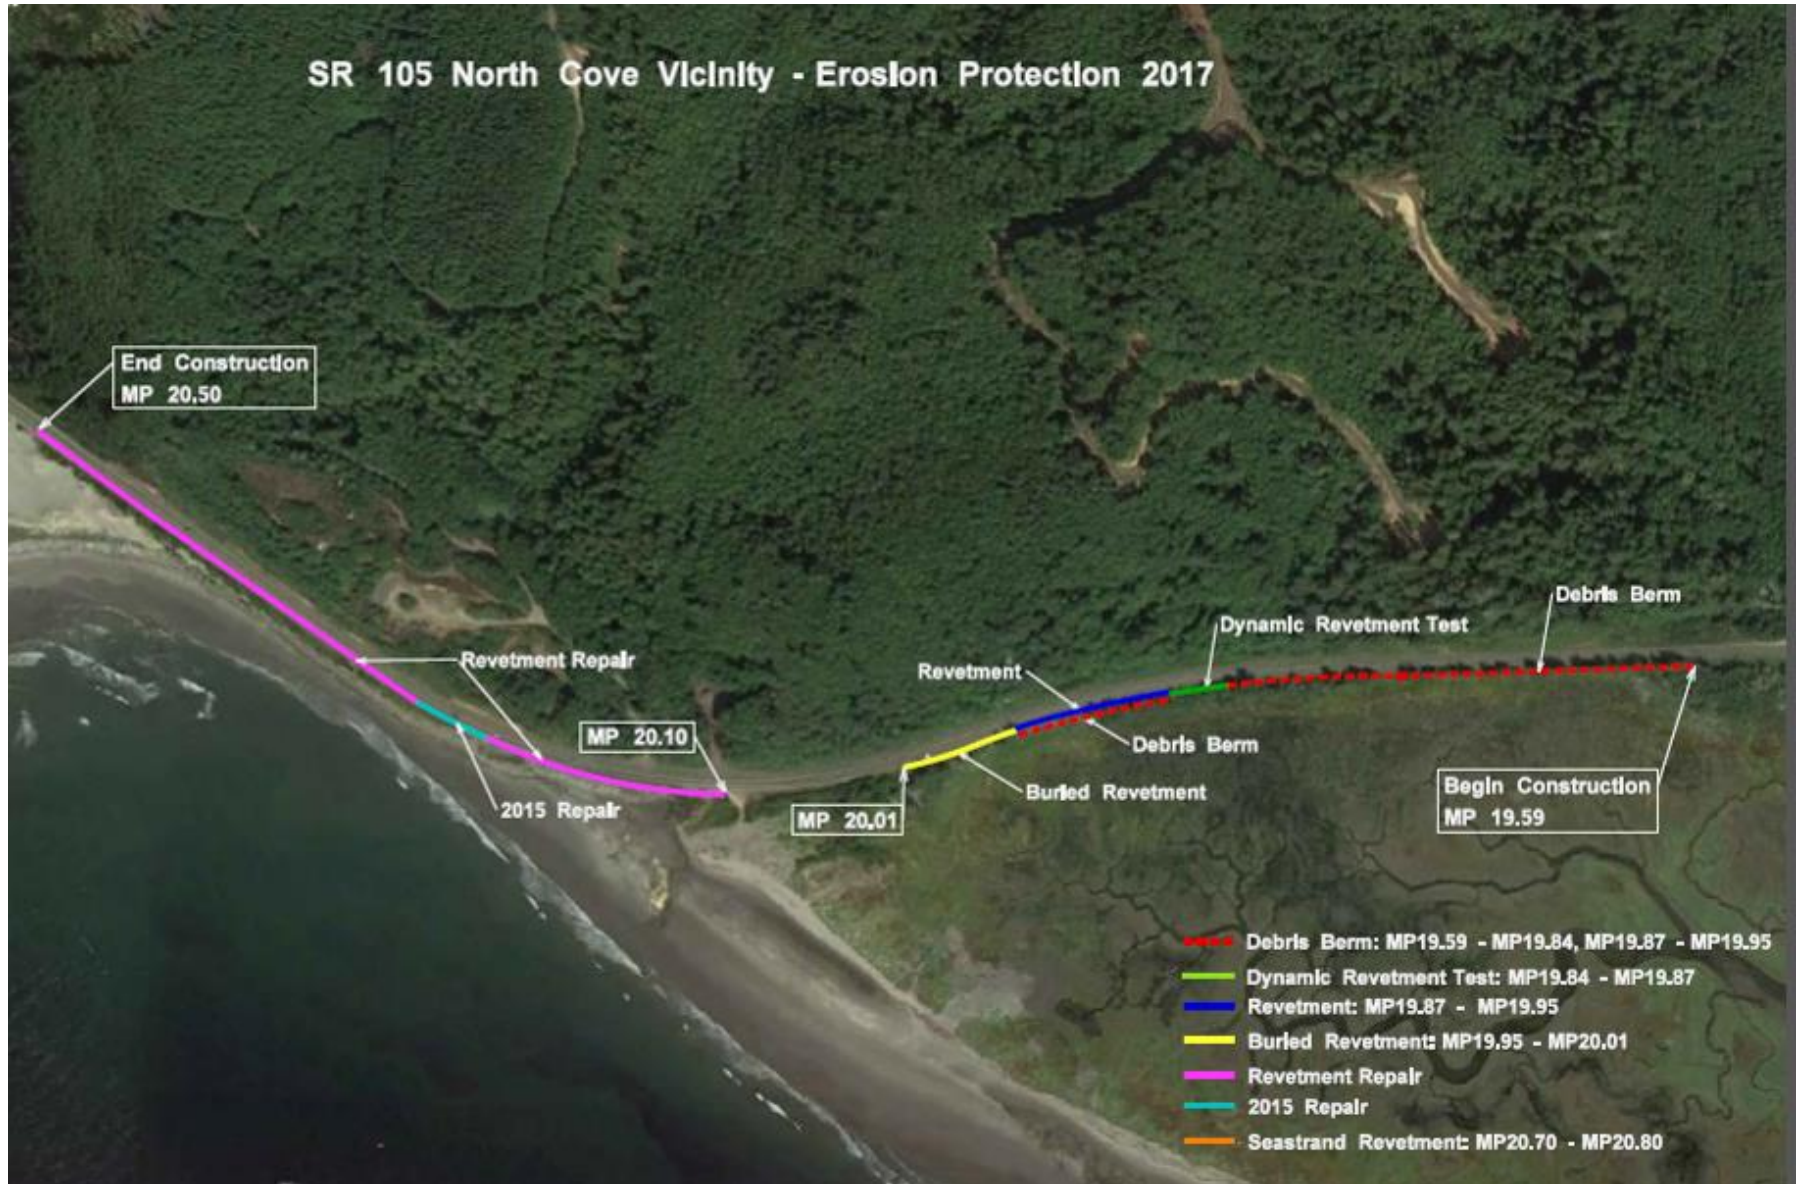 SR 105 North Cove Vicinity - Erosion Protection 2017
End Construction
MP 20.50
Debris Berm
Dynamic Revetment Test
Revetment Repair
Revetment
MP 20.10
Debris Berm
Begin Construction
MP 19.59
Buried Revetment
2015 Repair
MP 20.01
Debris Berm: MP19.59 - MP19.84, MP19.87 - MP19.95
Dynamic Revetment Test: MP19.84 - MP19.87
Revetment: MP19.87 - MP19.95
Buried Revetment: MP19.95 - MP20.01
Revetment Repair
2015 Repair
Seastrand Revetment: MP20.70 - MP20.80